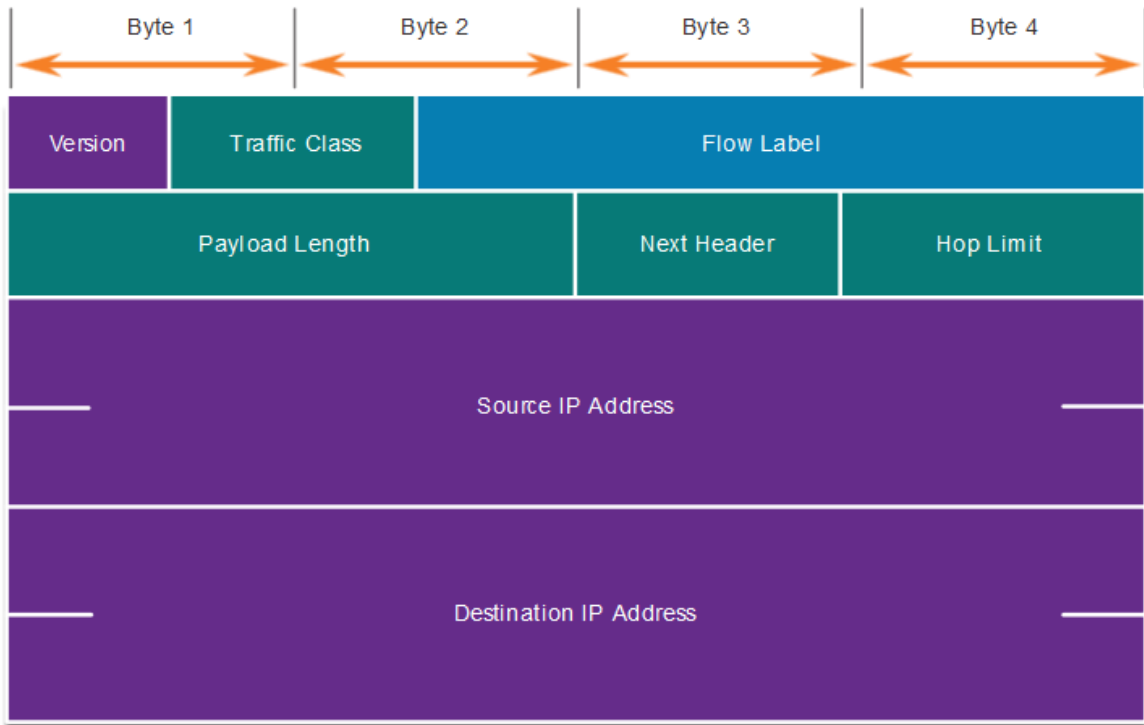 Byte 1 Byte 2 Byte 3 Byte 4
Version Traffic Class Flow Label
Payload Length Next Header Hop Limit
Source IP Address
Destination IP Address